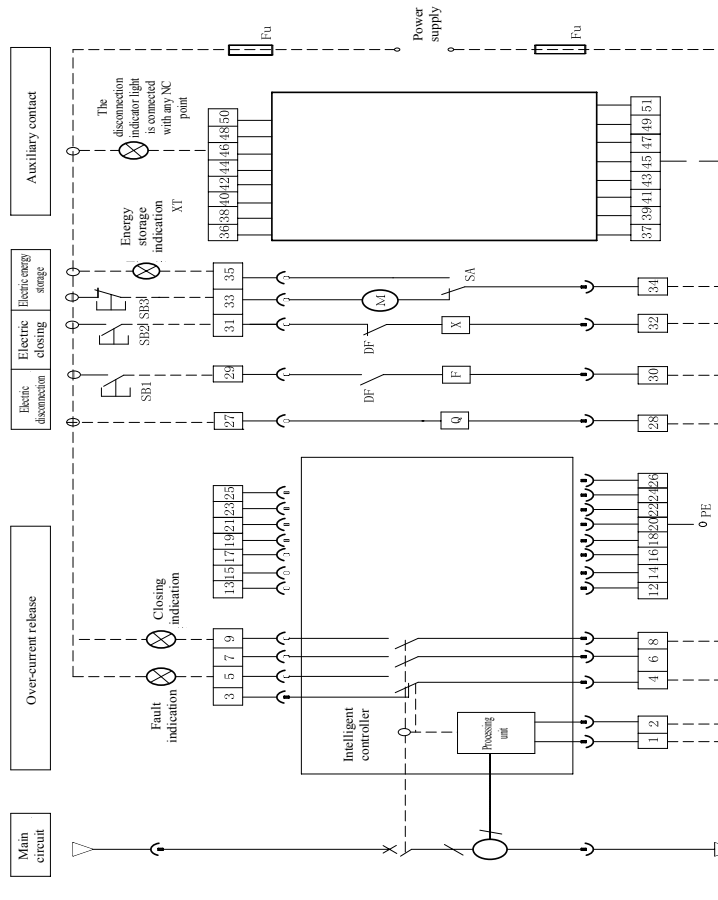 Power
supply
Fu
Fu
Auxiliary contact
The
disconnection
indicator light
is connected
with any NC
point
XT
36
38
40
42
44
46
48
50
37
39
41
43
45
47
49
51
Electric energy
storage
Electric
closing
Electric
disconnection
Energy
storage
indication
SB3
SB2
SB1
35
33
31
29
27
SA
M
DF
X
DF
F
Q
34
32
30
28
Over-current release
13
15
17
19
21
23
25
12
14
16
18
20
22
24
26
PE
Closing
indication
Fault
indication
9
7
5
3
8
6
4
2
1
Intelligent
controller
Processing
unit
Main
circuit